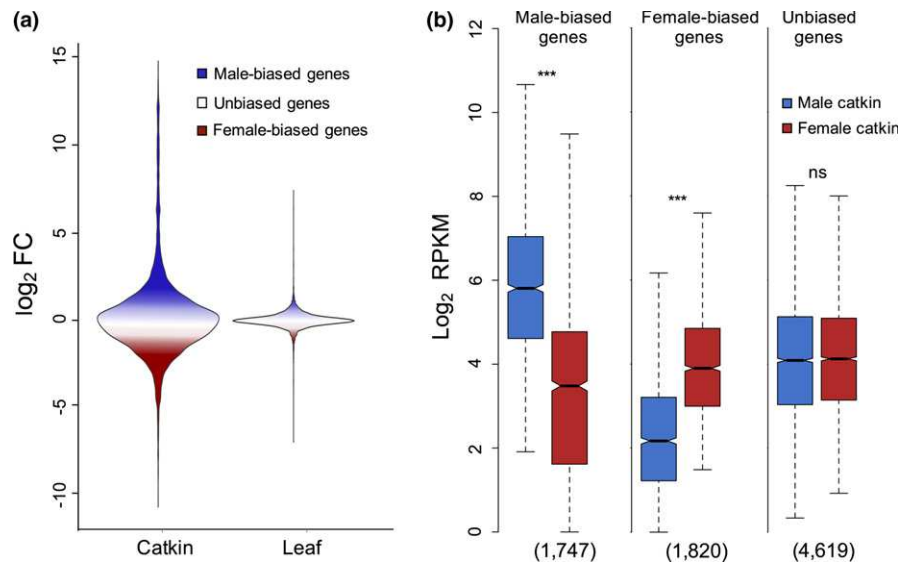 (a)
log2 FC
15
10
5
0
-5
-10
Male-biased genes
Unbiased genes
Female-biased genes
Catkin
Leaf
(b)
Log2 RPKM
12
10
8
6
4
2
0
Male-biased
genes
Female-biased
genes
Unbiased
genes
***
***
ns
Male catkin
Female catkin
(1,747)
(1,820)
(4,619)